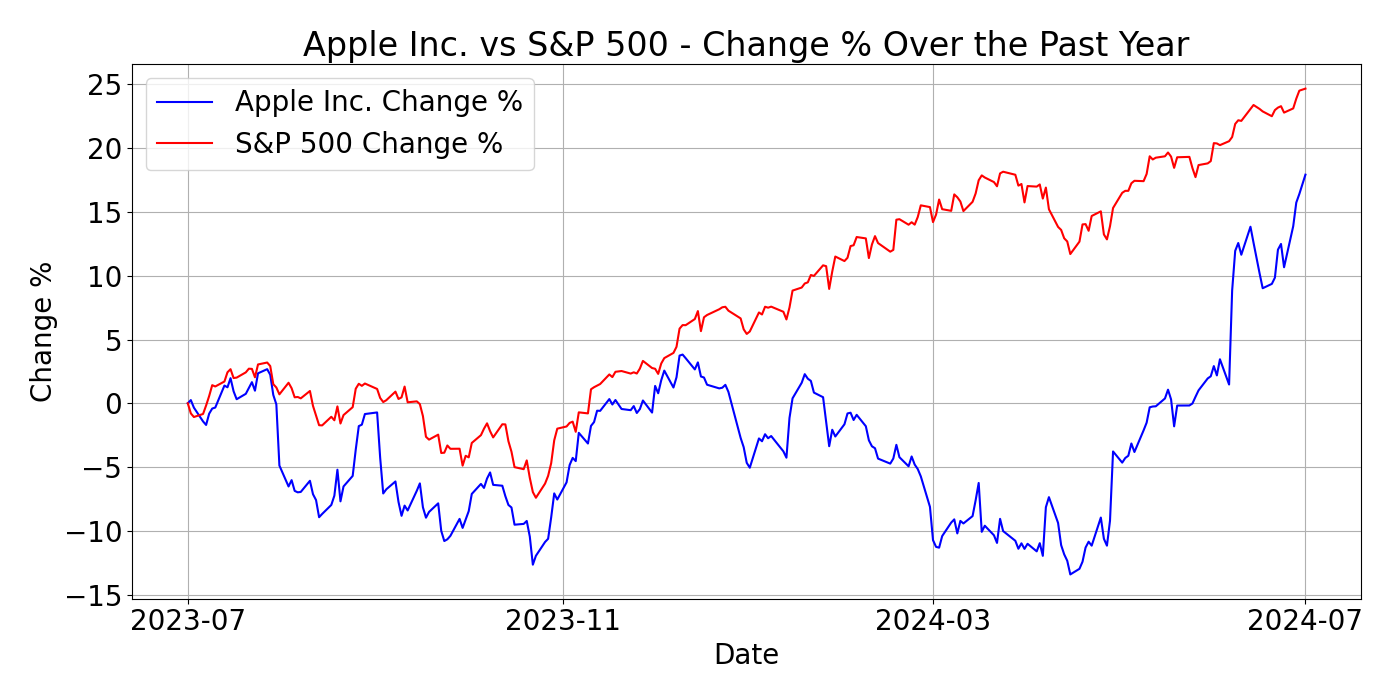 Apple Inc. vs S&P 500 - Change % Over the Past Year
Apple Inc. Change %
S&P 500 Change %
Change %
25
20
15
10
5
0
−5
−10
−15
2023-07 2023-11 2024-03 2024-07
Date